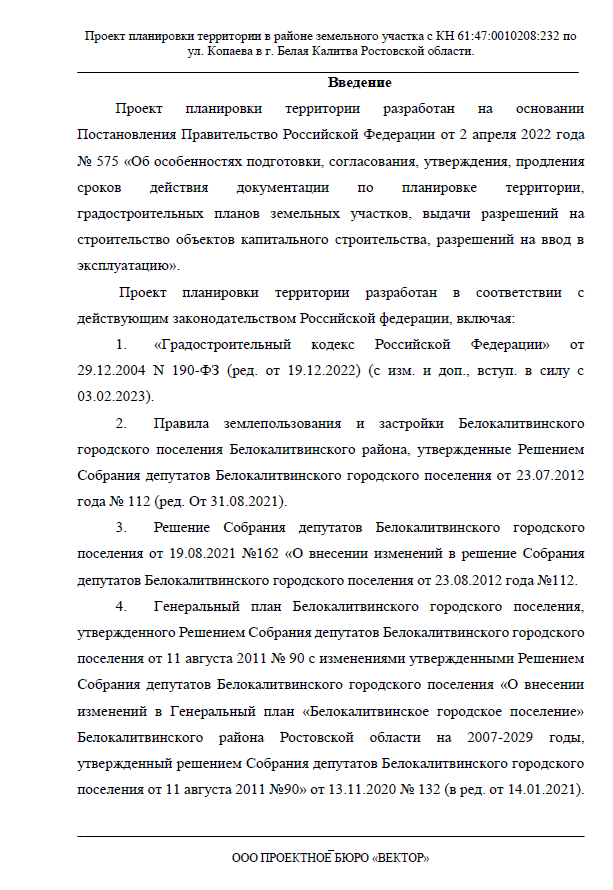 Проект планировки территории в районе земельного участка с КН 61:47:0010208:232 по
ул. Копаева в г. Белая Калитва Ростовской области.
Введение
Проект планировки территории разработан на основании
Постановления Правительство Российской Федерации от 2 апреля 2022 года
№ 575 «Об особенностях подготовки, согласования, утверждения, продления
сроков действия документации по планировке территории,
градостроительных планов земельных участков, выдачи разрешений на
строительство объектов капитального строительства, разрешений на ввод в
эксплуатацию».
Проект планировки территории разработан в соответствии с
действующим законодательством Российской федерации, включая:
1. «Градостроительный кодекс Российской Федерации» от
29.12.2004 N 190-ФЗ (ред. от 19.12.2022) (с изм. и доп., вступ. в силу с
03.02.2023).
2. Правила землепользования и застройки Белокалитвинского
городского поселения Белокалитвинского района, утвержденные Решением
Собрания депутатов Белокалитвинского городского поселения от 23.07.2012
года № 112 (ред. От 31.08.2021).
3. Решение Собрания депутатов Белокалитвинского городского
поселения от 19.08.2021 №162 «О внесении изменений в решение Собрания
депутатов Белокалитвинского городского поселения от 23.08.2012 года №112.
4. Генеральный план Белокалитвинского городского поселения,
утвержденного Решением Собрания депутатов Белокалитвинского городского
поселения от 11 августа 2011 № 90 с изменениями утвержденными Решением
Собрания депутатов Белокалитвинского городского поселения «О внесении
изменений в Генеральный план «Белокалитвинское городское поселение»
Белокалитвинского района Ростовской области на 2007-2029 годы,
утвержденный решением Собрания депутатов Белокалитвинского городского
поселения от 11 августа 2011 №90» от 13.11.2020 № 132 (в ред. от 14.01.2021).
ООО ПРОЕКТНОЕ БЮРО «ВЕКТОР»